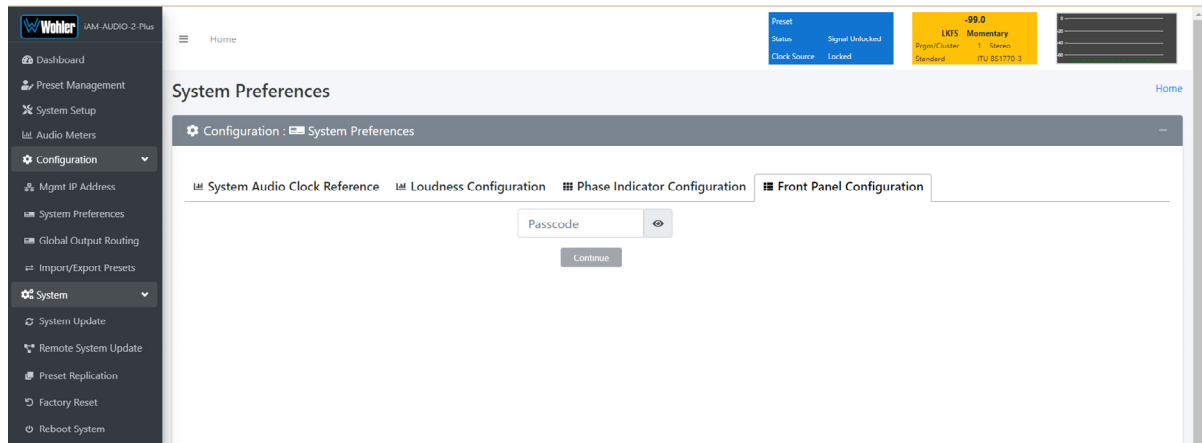 Wohler iAM-AUDIO-2-Plus
Dashboard
Preset Management
System Setup
Audio Meters
Configuration
Mgmt IP Address
System Preferences
Global Output Routing
Import/Export Presets
System
System Update
Remote System Update
Preset Replication
Factory Reset
Reboot System
Home
Preset
Status Signal Unlocked
Clock Source Locked
-99.0
LKFS Momentary
Prgm/Cluster 1 Stereo
Standard ITU BS1770-3
System Preferences
Home
Configuration : System Preferences
System Audio Clock Reference Loudness Configuration Phase Indicator Configuration Front Panel Configuration
Passcode
Continue